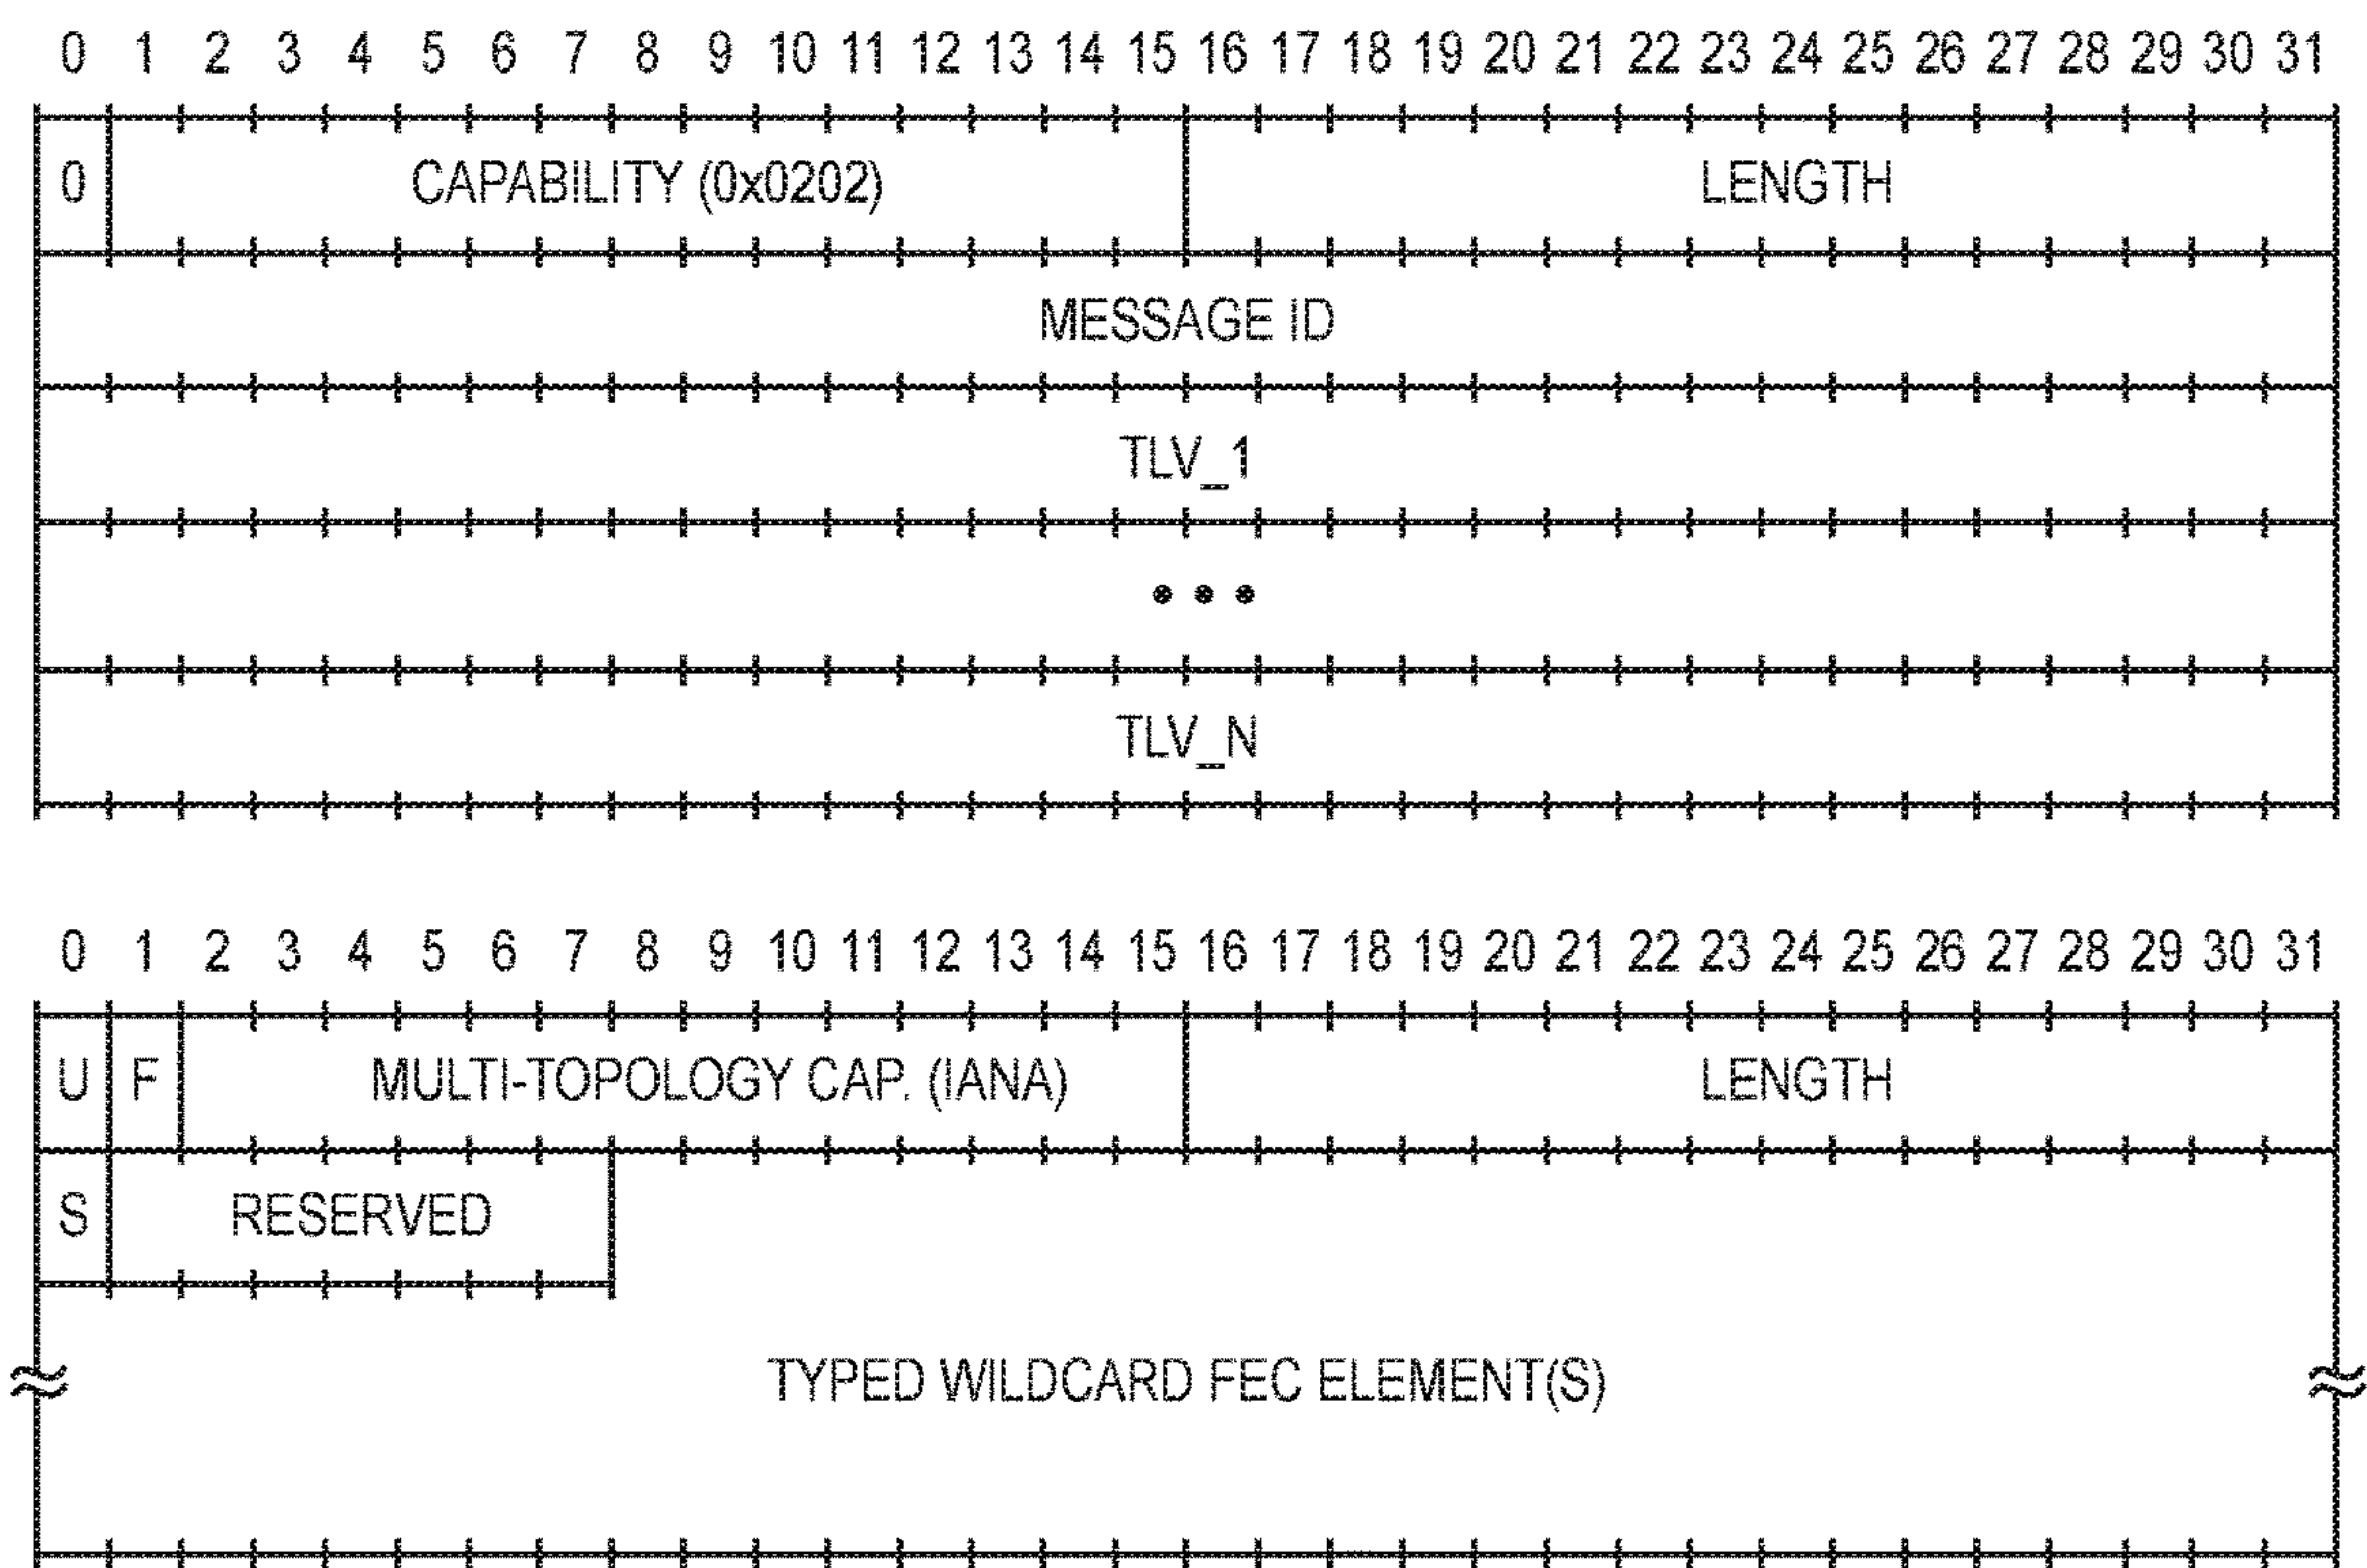 0 1 2 3 4 5 6 7 8 9 10 11 12 13 14 15 16 17 18 19 20 21 22 23 24 25 26 27 28 29 30 31
0 CAPABILITY (0x0202) LENGTH
MESSAGE ID
TLV_1
• • •
TLV_N
0 1 2 3 4 5 6 7 8 9 10 11 12 13 14 15 16 17 18 19 20 21 22 23 24 25 26 27 28 29 30 31
U F MULTI-TOPOLOGY CAP. (IANA) LENGTH
S RESERVED
TYPED WILDCARD FEC ELEMENT(S)